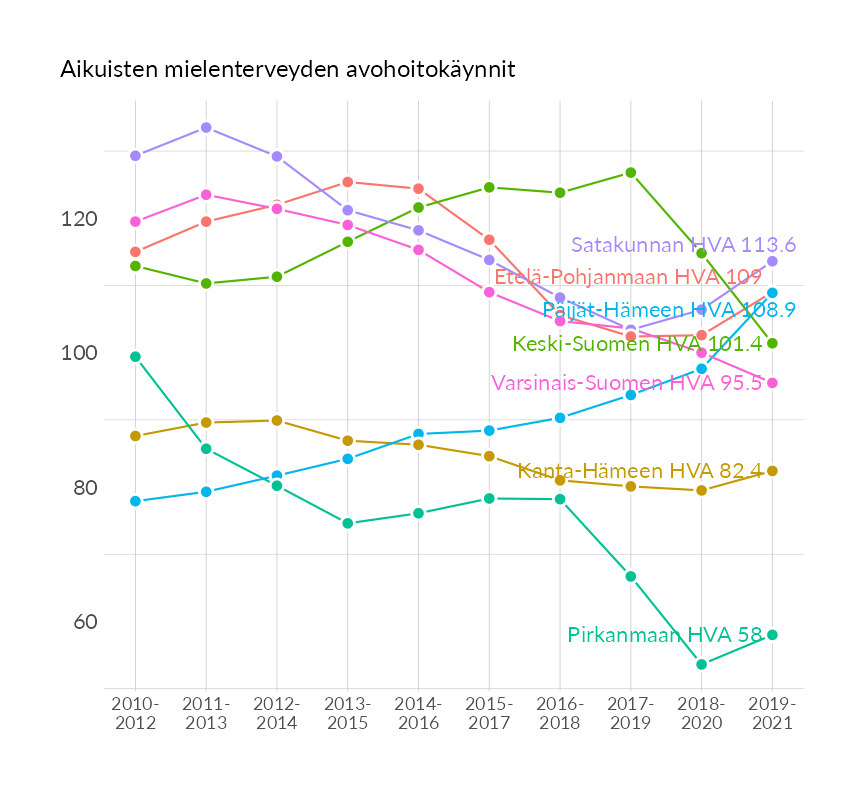 Aikuisten mielenterveyden avohoitokäynnit
120
100
80
60
Satakunnan HVA 113.6
Etelä-Pohjanmaan HVA 109
Päijät-Hämeen HVA 108.9
Keski-Suomen HVA 101.4
Varsinais-Suomen HVA 95.5
Kanta-Hämeen HVA 82.4
Pirkanmaan HVA 58
2010- 2011- 2012- 2013- 2014- 2015- 2016- 2017- 2018- 2019-
2012 2013 2014 2015 2016 2017 2018 2019 2020 2021